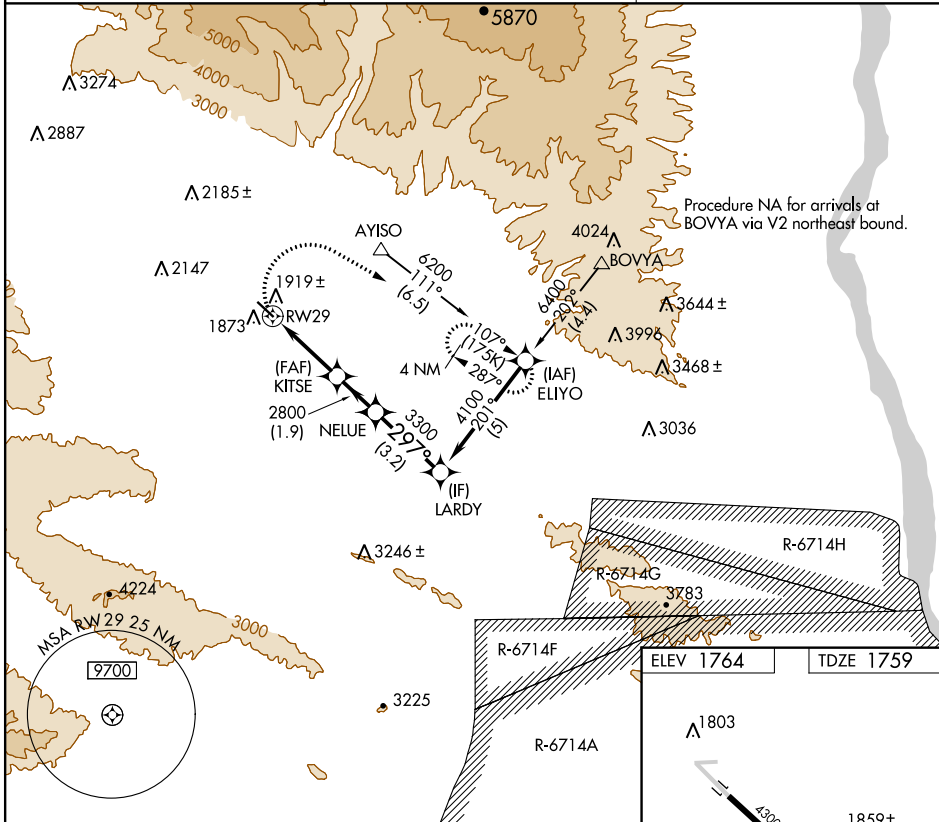 5870
5000
4000
3000
3274
2887
2185 ±
Procedure NA for arrivals at
BOVYA via V2 northeast bound.
4024
AYISO
BOVYA
2147
6200
111°
(6.5)
6400
202°
(4.4)
1919 ±
1873
RW29
3644 ±
3996
107°
(175K)
4 NM
287°
(IAF)
ELIYO
3468 ±
(FAF)
KITSE
2800
(1.9)
NELUE
3300
297°
(3.2)
4100
201°
(5)
3036
(IF)
LARDY
R-6714H
3246 ±
R-6714G
3783
4224
3000
MSA RW 29 25 NM
9700
R-6714F
ELEV 1764
TDZE 1759
3225
1803
R-6714A
4300
1859±